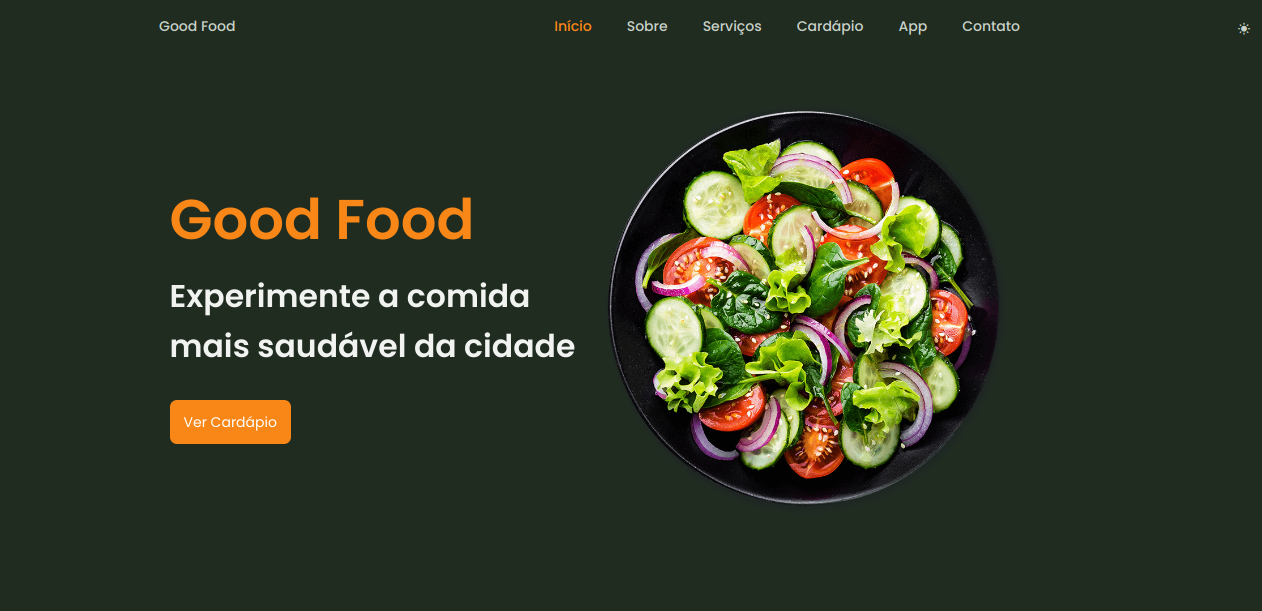 Good Food
Início Sobre Serviços Cardápio App Contato
Good Food
Experimente a comida
mais saudável da cidade
Ver Cardápio